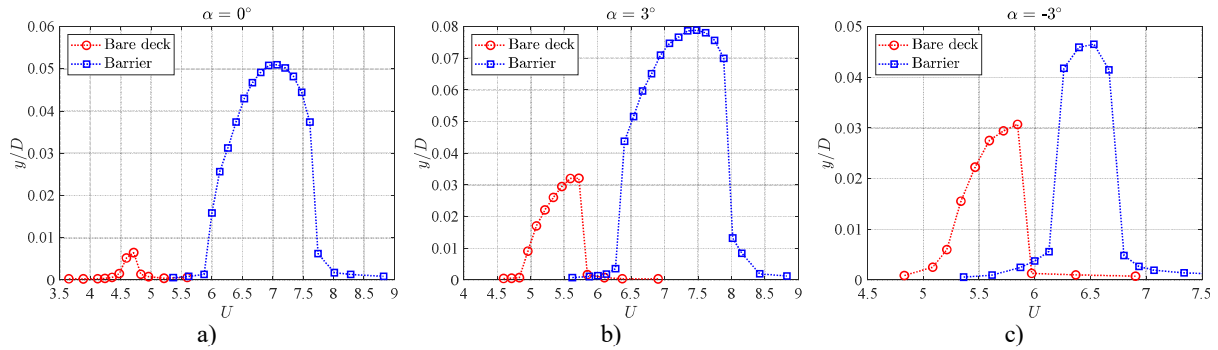 α = 0°
0.06
0.05
0.04
0.03
0.02
0.01
0
y/D
Bare deck
Barrier
3.5 4 4.5 5 5.5 6 6.5 7 7.5 8 8.5 9
U
a)
α = 3°
0.08
0.07
0.06
0.05
0.04
0.03
0.02
0.01
0
y/D
Bare deck
Barrier
4 4.5 5 5.5 6 6.5 7 7.5 8 8.5 9
U
b)
α = -3°
0.05
0.04
0.03
0.02
0.01
0
y/D
Bare deck
Barrier
4.5 5 5.5 6 6.5 7 7.5
U
c)